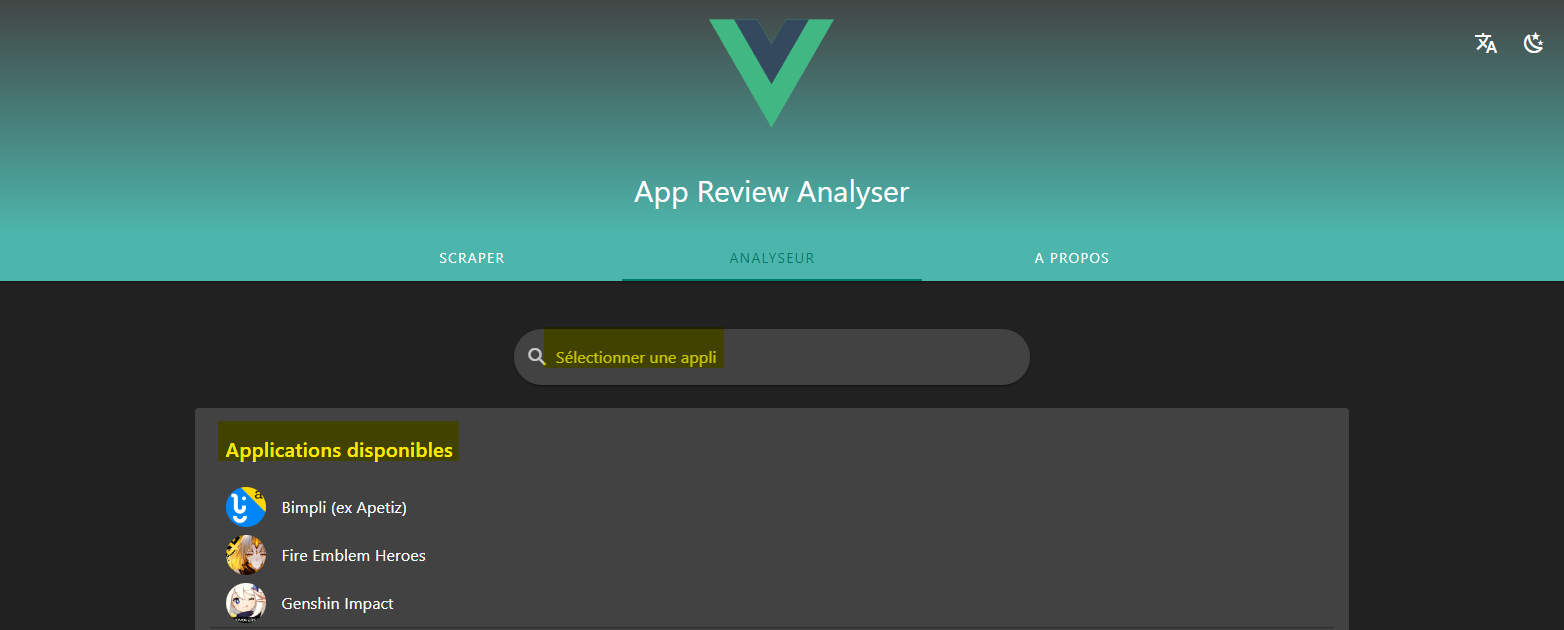 App Review Analyser
SCRAPER ANALYSEUR A PROPOS
Sélectionner une appli
Applications disponibles
Bimpli (ex Apetiz)
Fire Emblem Heroes
Genshin Impact